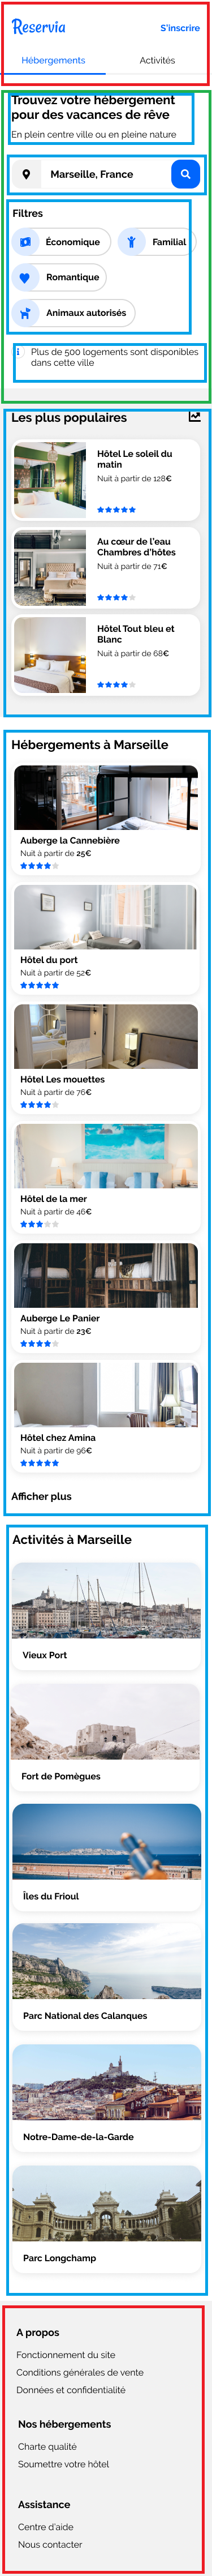 Reservia
S'inscrire
Hébergements
Activités
Trouvez votre hébergement
pour des vacances de rêve
En plein centre ville ou en pleine nature
Marseille, France
Filtres
Économique
Familial
Romantique
Animaux autorisés
Plus de 500 logements sont disponibles
dans cette ville
Les plus populaires
Hôtel Le soleil du
matin
Nuit à partir de 128€
Au cœur de l'eau
Chambres d'hôtes
Nuit à partir de 71€
Hôtel Tout bleu et
Blanc
Nuit à partir de 68€
Hébergements à Marseille
Auberge la Cannebière
Nuit à partir de 25€
Hôtel du port
Nuit à partir de 52€
Hôtel Les mouettes
Nuit à partir de 76€
Hôtel de la mer
Nuit à partir de 46€
Auberge Le Panier
Nuit à partir de 23€
Hôtel chez Amina
Nuit à partir de 96€
Afficher plus
Activités à Marseille
Vieux Port
Fort de Pomègues
Îles du Frioul
Parc National des Calanques
Notre-Dame-de-la-Garde
Parc Longchamp
A propos
Fonctionnement du site
Conditions générales de vente
Données et confidentialité
Nos hébergements
Charte qualité
Soumettre votre hôtel
Assistance
Centre d'aide
Nous contacter